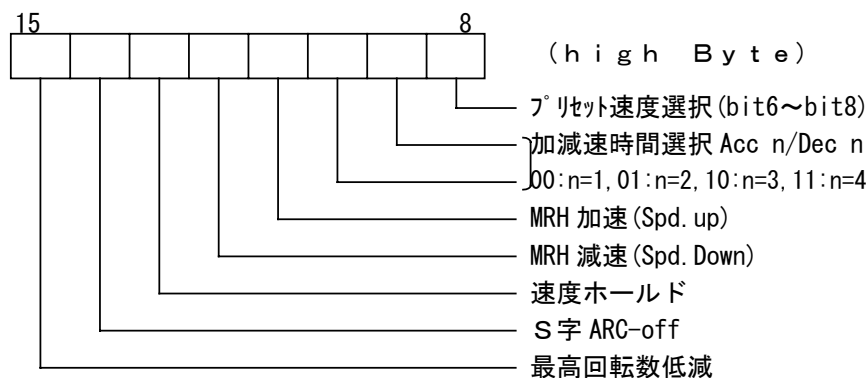 15 8
(high Byte)
プリセット速度選択(bit6～bit8)
加減速時間選択 Acc n/Dec n
00:n=1,01:n=2,10:n=3,11:n=4
MRH 加速(Spd.up)
MRH 減速(Spd.Down)
速度ホールド
S字 ARC-off
最高回転数低減